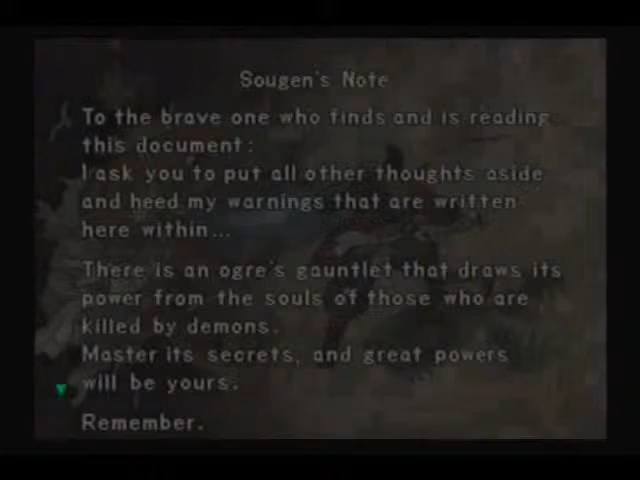 Sougen's Note
To the brave one who finds and is reading
this document:
I ask you to put all other thoughts aside
and heed my warnings that are written
here within...
There is an ogre's gauntlet that draws its
power from the souls of those who are
killed by demons.
Master its secrets, and great powers
will be yours.
Remember.